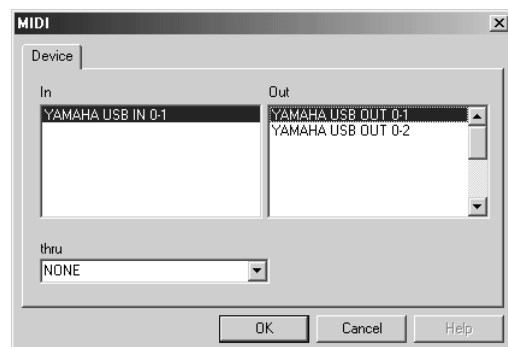 MIDI
Device
In
Out
YAMAHA USB IN 0-1
YAMAHA USB OUT 0-1
YAMAHA USB OUT 0-2
thru
NONE
OK
Cancel
Help